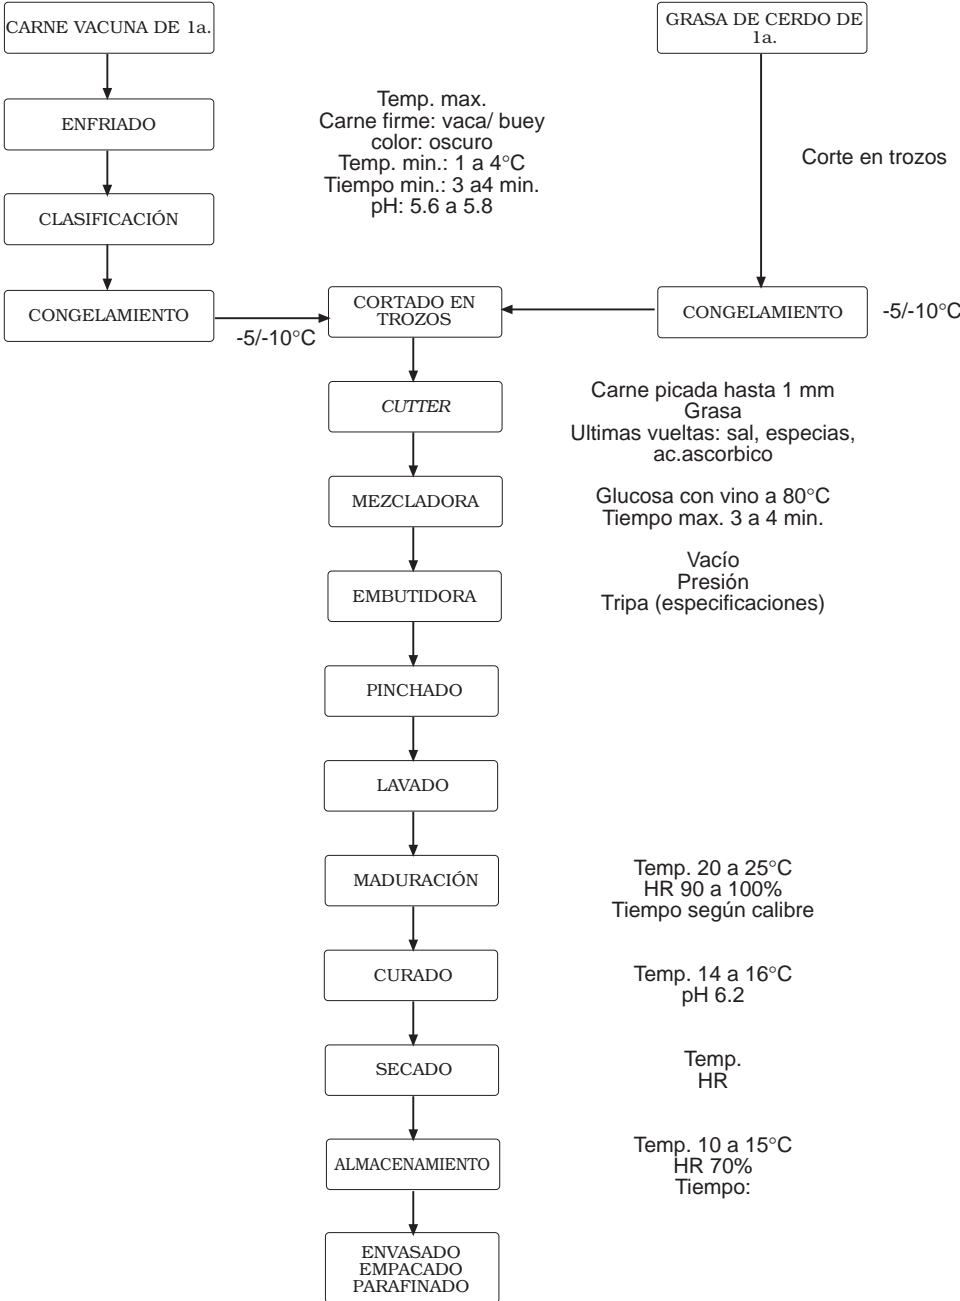 CARNE VACUNA DE 1a.
GRASA DE CERDO DE
1a.
ENFRIADO
Temp. max.
Carne firme: vaca/ buey
color: oscuro
Temp. min.: 1 a 4°C
Tiempo min.: 3 a4 min.
pH: 5.6 a 5.8
Corte en trozos
CLASIFICACIÓN
CONGELAMIENTO
-5/-10°C
CORTADO EN
TROZOS
CONGELAMIENTO
-5/-10°C
CUTTER
Carne picada hasta 1 mm
Grasa
Ultimas vueltas: sal, especias,
ac.ascorbico
MEZCLADORA
Glucosa con vino a 80°C
Tiempo max. 3 a 4 min.
EMBUTIDORA
Vacío
Presión
Tripa (especificaciones)
PINCHADO
LAVADO
MADURACIÓN
Temp. 20 a 25°C
HR 90 a 100%
Tiempo según calibre
CURADO
Temp. 14 a 16°C
pH 6.2
SECADO
Temp.
HR
ALMACENAMIENTO
Temp. 10 a 15°C
HR 70%
Tiempo:
ENVASADO
EMPACADO
PARAFINADO